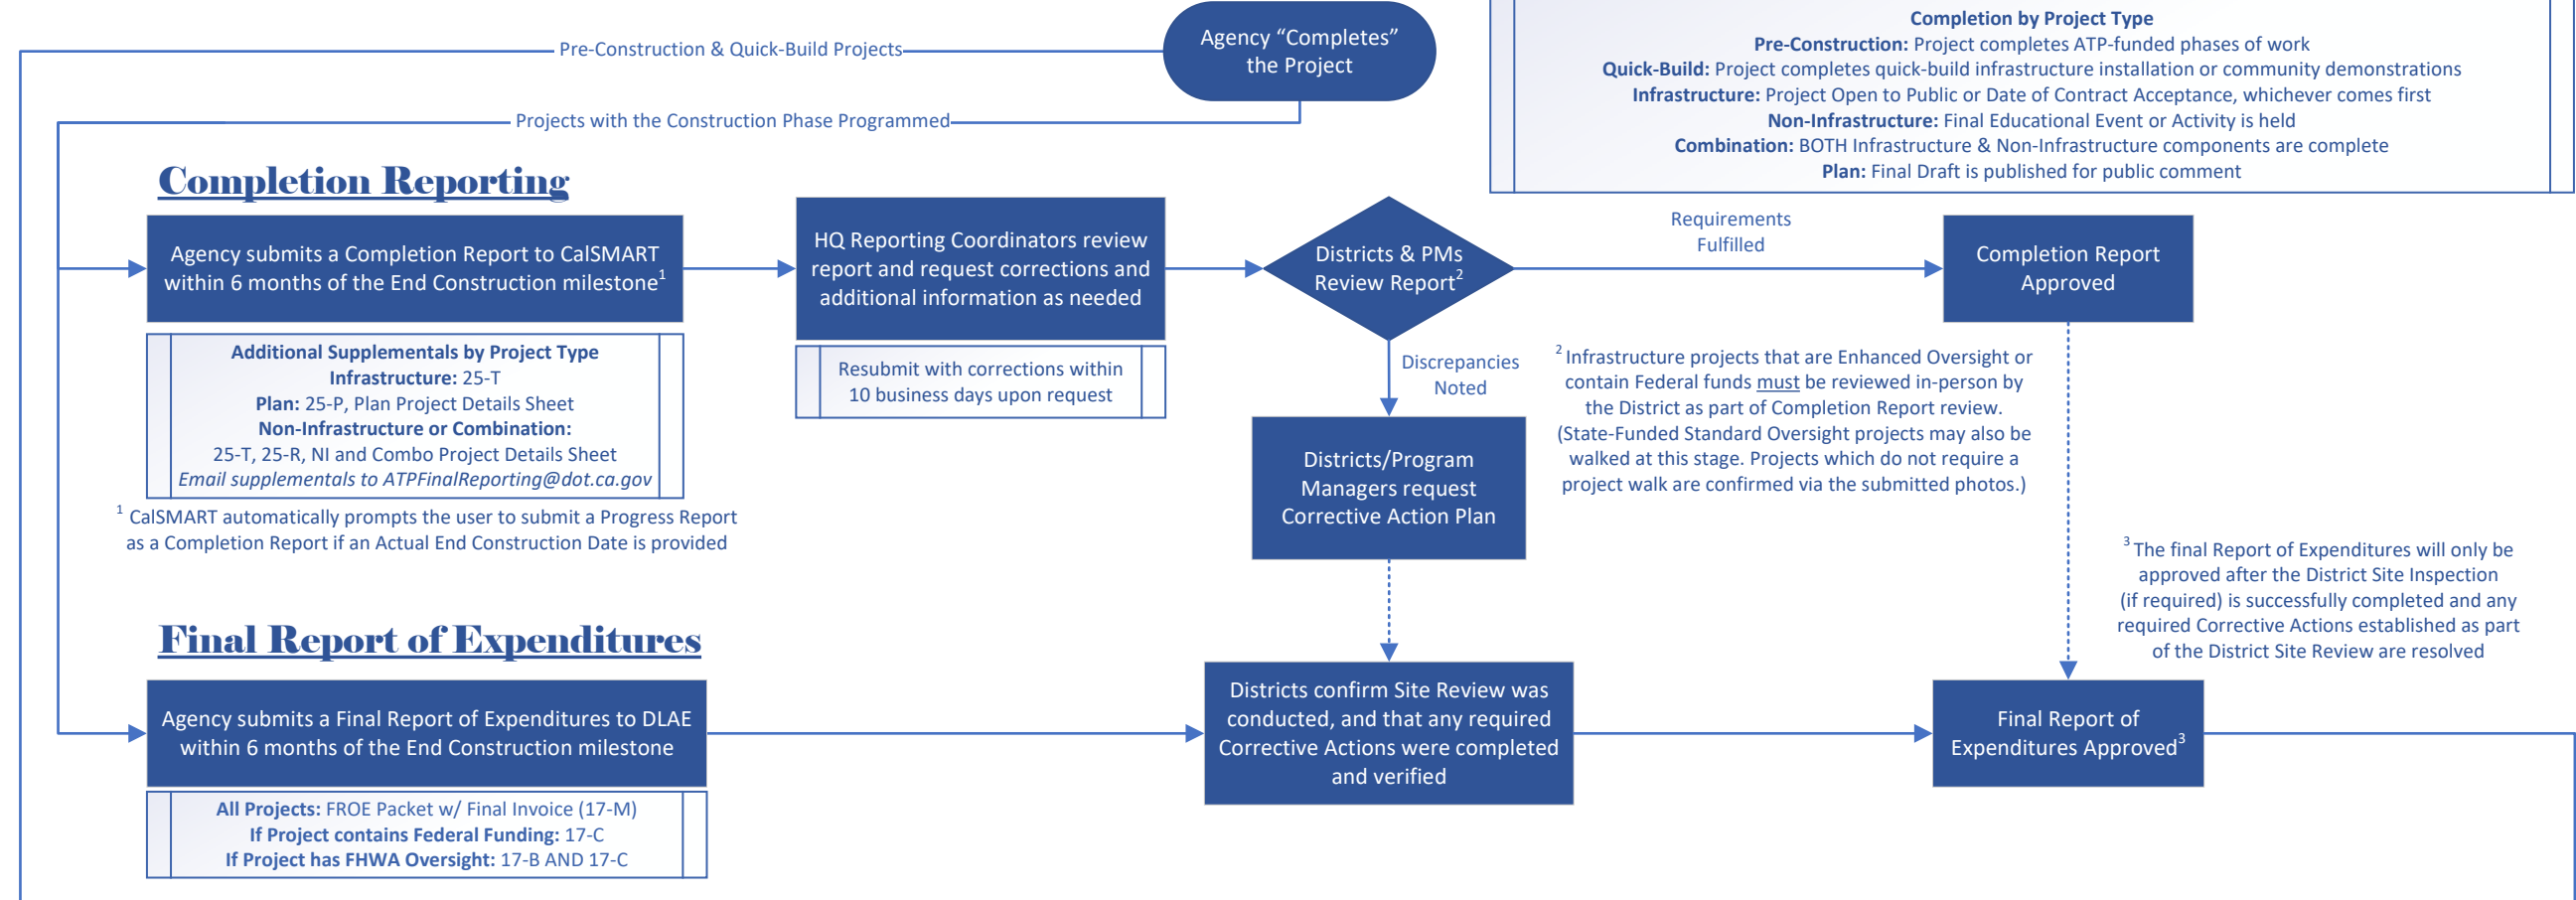 Pre-Construction & Quick-Build Projects
Agency “Completes”
the Project
Projects with the Construction Phase Programmed
Completion by Project Type
Pre-Construction: Project completes ATP-funded phases of work
Quick-Build: Project completes quick-build infrastructure installation or community demonstrations
Infrastructure: Project Open to Public or Date of Contract Acceptance, whichever comes first
Non-Infrastructure: Final Educational Event or Activity is held
Combination: BOTH Infrastructure & Non-Infrastructure components are complete
Plan: Final Draft is published for public comment
Completion Reporting
Agency submits a Completion Report to CalSMART
within 6 months of the End Construction milestone1
Additional Supplementals by Project Type
Infrastructure: 25-T
Plan: 25-P, Plan Project Details Sheet
Non-Infrastructure or Combination:
25-T, 25-R, NI and Combo Project Details Sheet
Email supplementals to ATPFinalReporting@dot.ca.gov
1 CalSMART automatically prompts the user to submit a Progress Report
as a Completion Report if an Actual End Construction Date is provided
HQ Reporting Coordinators review
report and request corrections and
additional information as needed
Resubmit with corrections within
10 business days upon request
Districts & PMs
Review Report2
Requirements
Fulfilled
Completion Report
Approved
Discrepancies
Noted
2 Infrastructure projects that are Enhanced Oversight or
contain Federal funds must be reviewed in-person by
the District as part of Completion Report review.
(State-Funded Standard Oversight projects may also be
walked at this stage. Projects which do not require a
project walk are confirmed via the submitted photos.)
Districts/Program
Managers request
Corrective Action Plan
3 The final Report of Expenditures will only be
approved after the District Site Inspection
(if required) is successfully completed and any
required Corrective Actions established as part
of the District Site Review are resolved
Final Report of Expenditures
Agency submits a Final Report of Expenditures to DLAE
within 6 months of the End Construction milestone
All Projects: FROE Packet w/ Final Invoice (17-M)
If Project contains Federal Funding: 17-C
If Project has FHWA Oversight: 17-B AND 17-C
Districts confirm Site Review was
conducted, and that any required
Corrective Actions were completed
and verified
Final Report of
Expenditures Approved3